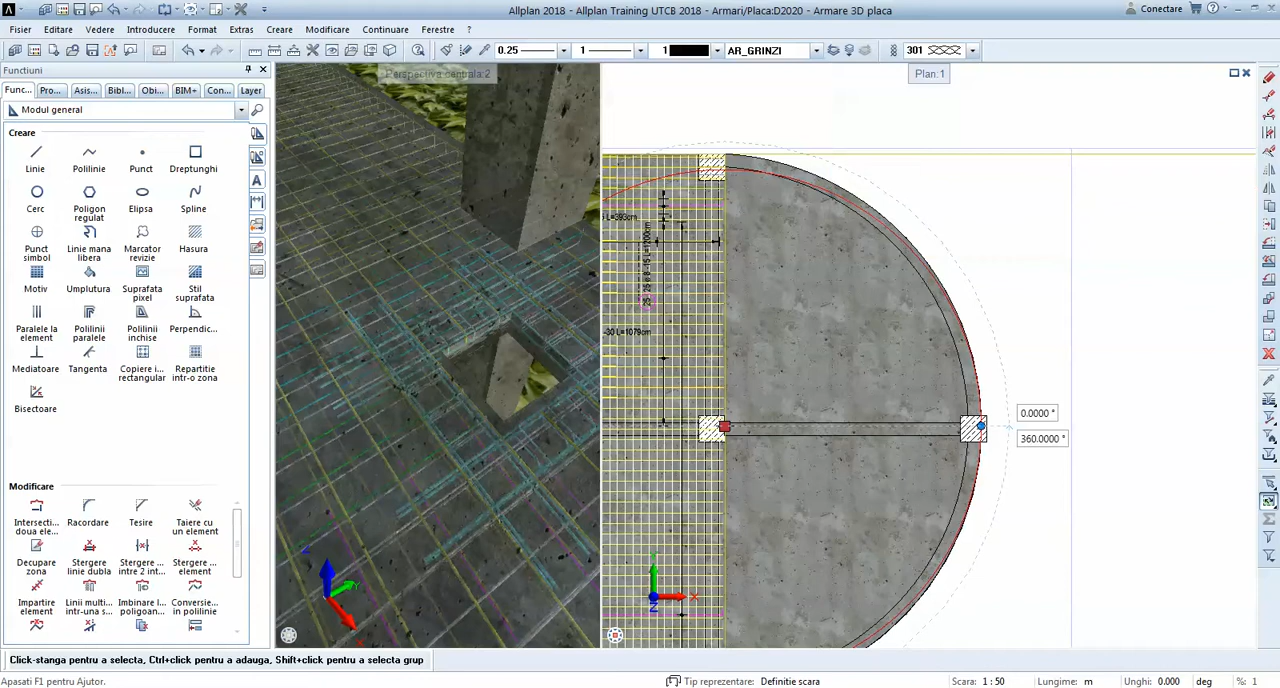 Allplan 2018 - Allplan Training UTCB 2018 - Armari/Placa:D2020 - Armare 3D placa
Conectare
Fisier Editare Vedere Introducere Format Extras Creare Modificare Continuare Ferestre ?
0.25 1 1 AR_GRINZI 301
Functiuni
Func... Pro... Asis... Bibl... Obi... BIM+ Con... Layer
Modul general
Creare
Linie Polilinie Punct Dreptunghi
Cerc Poligon regulat Elipsa Spline
Punct simbol Linie mana libera Marcator revizie Hasura
Motiv Umplutura Suprafata pixel Stil suprafata
Paralele la element Polilinii paralele Polilinii inchise Perpendic...
Mediatoare Tangenta Copiere i... rectangular Repartitie intr-o zona
Bisectoare
Modificare
Intersecti... doua ele... Racordare Tesire Taiere cu un element
Decupare zona Stergere linie dubla Stergere ... intre 2 int... Stergere ... element
Impartire element Linii multi... intr-una s... Imbinare l... poligoan... Conversie... in polilinie
Perspectiva centrala:2
Plan:1
L=393cm
-30 L=1079cm
0.0000 °
360.0000 °
Z
Y
X
X
Z
Click-stanga pentru a selecta, Ctrl+click pentru a adauga, Shift+click pentru a selecta grup
Apasati F1 pentru Ajutor. Tip reprezentare: Definitie scara Scara: 1 : 50 Lungime: m Unghi: 0.000 deg %: 1